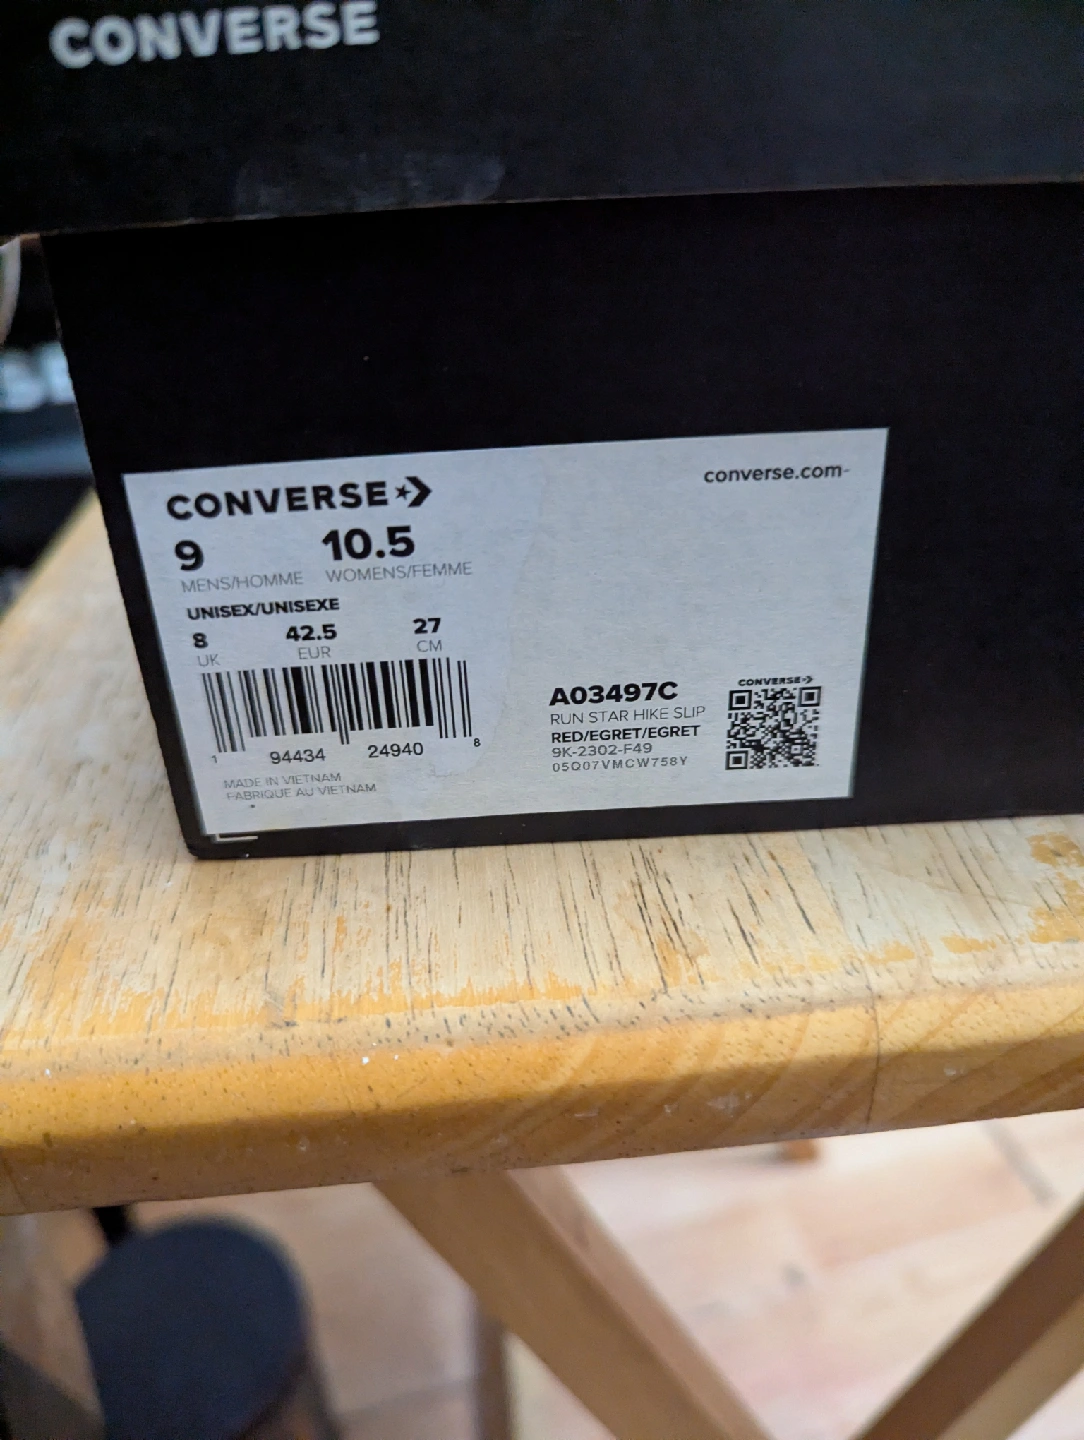 CONVERSE
CONVERSE
converse.com
9 10.5
MENS/HOMME WOMENS/FEMME
UNISEX/UNISEXE
8 42.5 27
UK EUR CM
1 94434 24940 8
MADE IN VIETNAM
FABRIQUE AU VIETNAM
A03497C
RUN STAR HIKE SLIP
RED/EGRET/EGRET
9K-2302-F49
05Q07VMCW758Y
CONVERSE